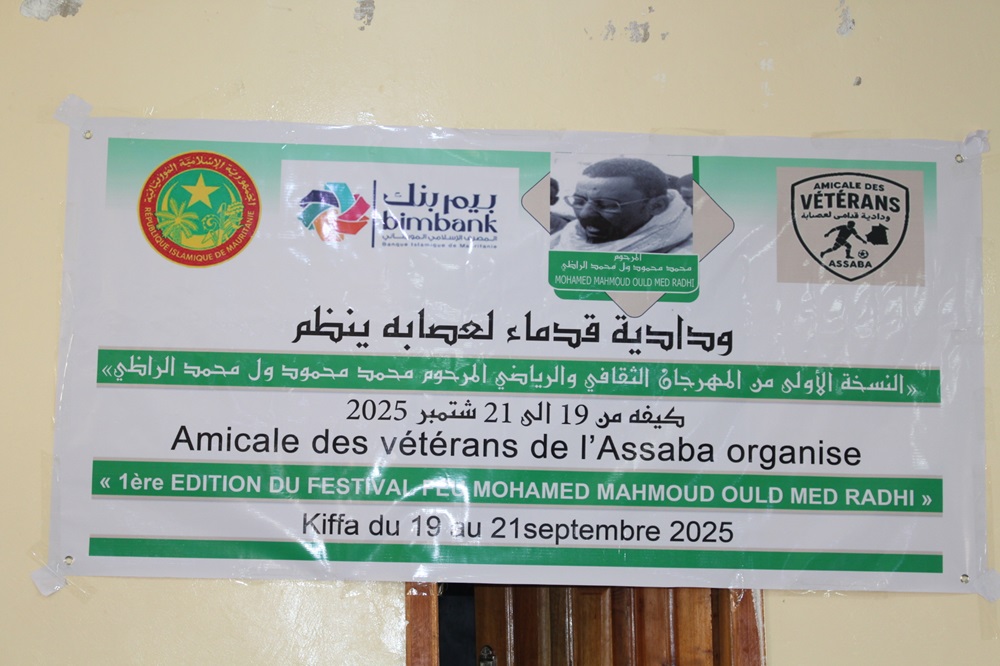 الجمهورية الإسلامية الموريتانية
REPUBLIQUE ISLAMIQUE DE MAURITANIE
بيم بنك
bimbank
المصرف الإسلامي الموريتاني
Banque Islamique de Mauritanie
المرحوم
محمد محمود ول محمد الراظي
MOHAMED MAHMOUD OULD MED RADHI
AMICALE DES
VÉTÉRANS
ودادية قدامى لعصابة
ASSABA
ودادية قدماء لعصابه ينظم
«النسخة الأولى من المهرجان الثقافي والرياضي المرحوم محمد محمود ول محمد الراظي»
كيفه من 19 الى 21 شتمبر 2025
Amicale des vétérans de l'Assaba organise
« 1ère EDITION DU FESTIVAL FEU MOHAMED MAHMOUD OULD MED RADHI »
Kiffa du 19 au 21septembre 2025